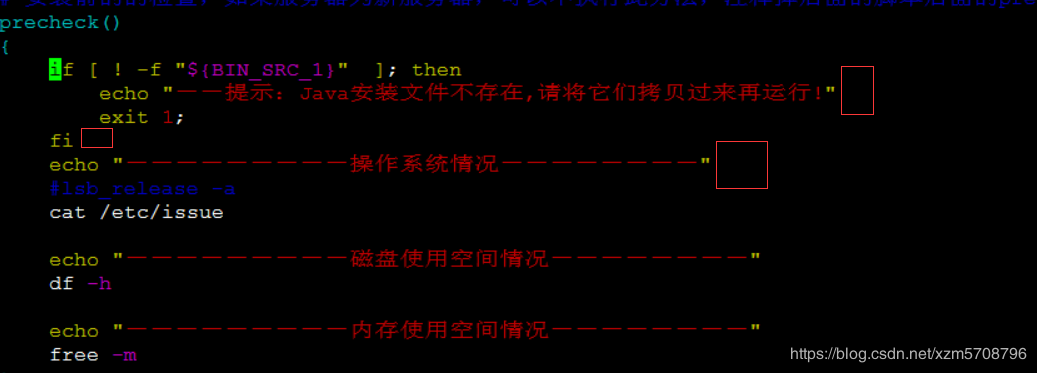 precheck()
{
    if [ ! -f "${BIN_SRC_1}"  ]; then
        echo "——提示: Java安装文件不存在,请将它们拷贝过来再运行!"
        exit 1;
    fi
    echo "—————————操作系统情况————————"
    #lsb_release -a
    cat /etc/issue

    echo "—————————磁盘使用空间情况————————"
    df -h

    echo "—————————内存使用空间情况————————"
    free -m
https://blog.csdn.net/xzm5708796